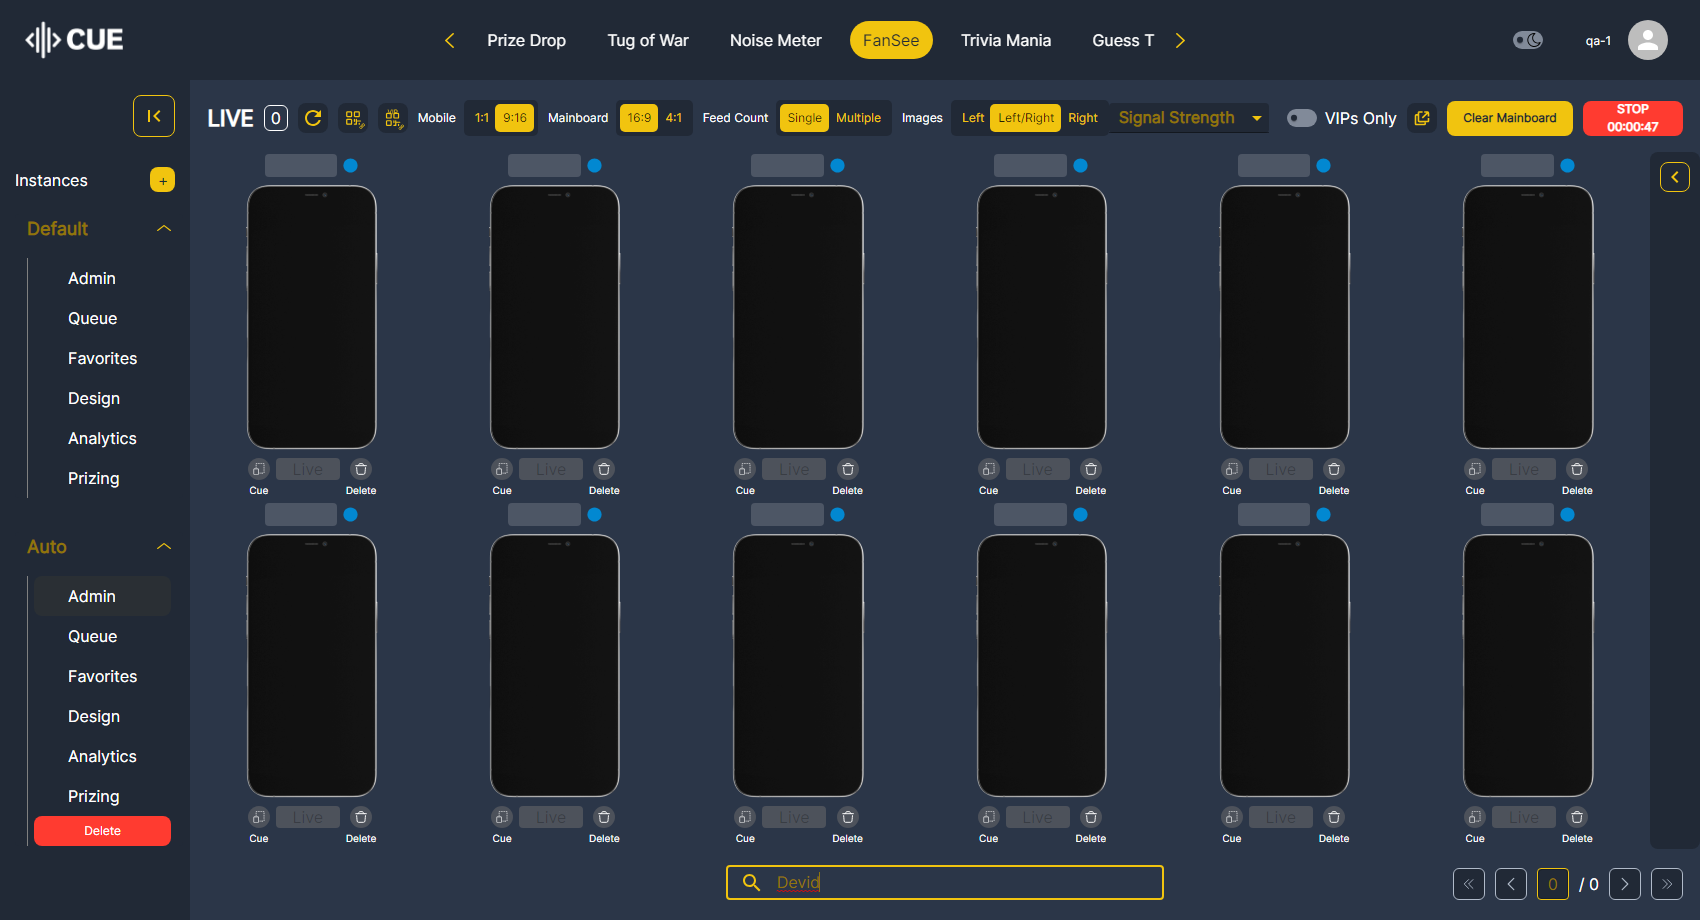 CUE
Prize Drop
Tug of War
Noise Meter
FanSee
Trivia Mania
Guess T
qa-1
Instances
+
Default
Admin
Queue
Favorites
Design
Analytics
Prizing
Auto
Admin
Queue
Favorites
Design
Analytics
Prizing
Delete
LIVE 0
Mobile 1:1 9:16
Mainboard 16:9 4:1
Feed Count Single Multiple
Images Left Left/Right Right
Signal Strength
VIPs Only
Clear Mainboard
STOP
00:00:47
Live Live Live Live Live Live
Cue Delete Cue Delete Cue Delete Cue Delete Cue Delete Cue Delete
Live Live Live Live Live Live
Cue Delete Cue Delete Cue Delete Cue Delete Cue Delete Cue Delete
Devid
0 / 0